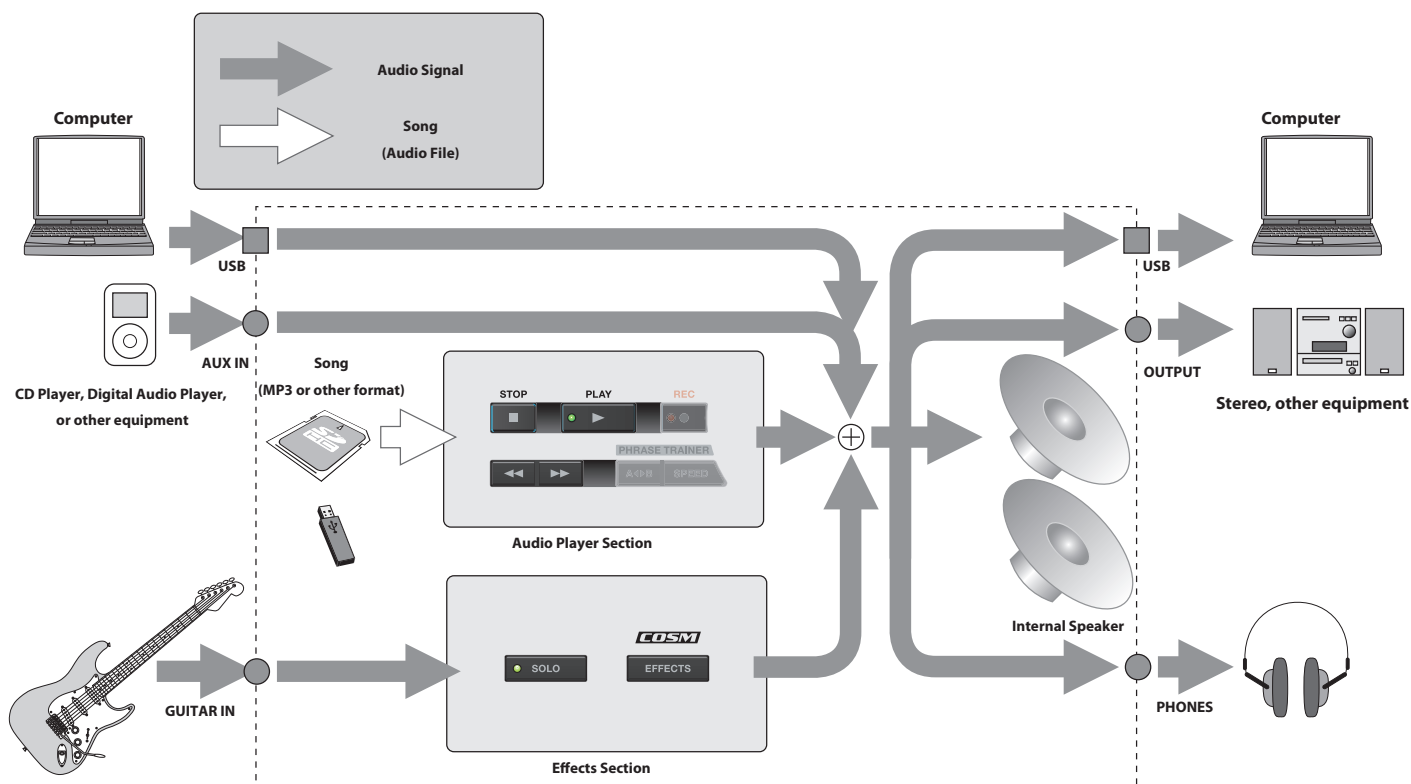 Audio Signal
Song
(Audio File)
Computer
Computer
USB
USB
AUX IN
OUTPUT
CD Player, Digital Audio Player,
or other equipment
Stereo, other equipment
Song
(MP3 or other format)
STOP PLAY REC
PHRASE TRAINER
A B SPEED
Audio Player Section
Internal Speaker
GUITAR IN
COSM
SOLO EFFECTS
Effects Section
PHONES